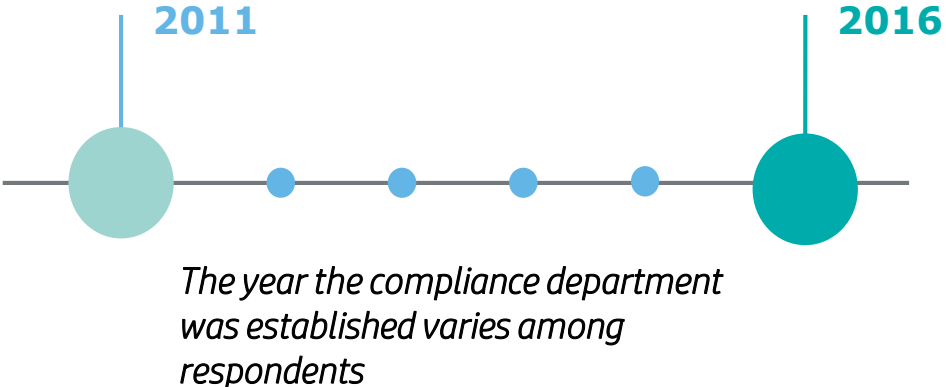 2011
2016
The year the compliance department
was established varies among
respondents